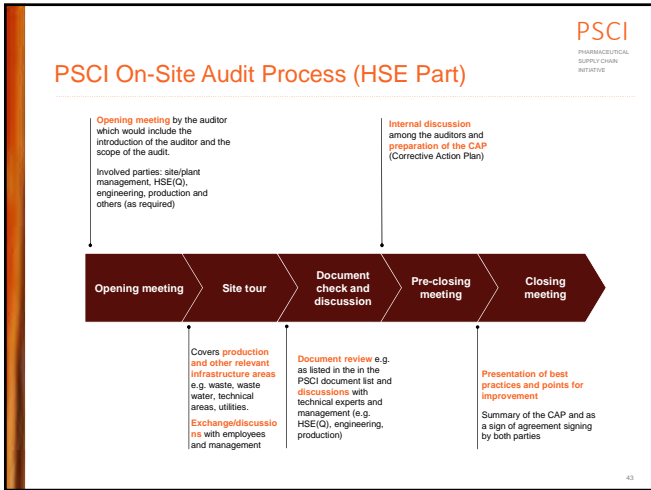 PSCI
PHARMACEUTICAL
SUPPLY CHAIN
INITIATIVE
PSCI On-Site Audit Process (HSE Part)
Opening meeting by the auditor
which would include the
introduction of the auditor and the
scope of the audit.
Involved parties: site/plant
management, HSE(Q),
engineering, production and
others (as required)
Internal discussion
among the auditors and
preparation of the CAP
(Corrective Action Plan)
Opening meeting
Site tour
Document
check and
discussion
Pre-closing
meeting
Closing
meeting
Covers production
and other relevant
infrastructure areas
e.g. waste, waste
water, technical
areas, utilities.
Exchange/discussio
ns with employees
and management
Document review e.g.
as listed in the in the
PSCI document list and
discussions with
technical experts and
management (e.g.
HSE(Q), engineering,
production)
Presentation of best
practices and points for
improvement
Summary of the CAP and as
a sign of agreement signing
by both parties
43